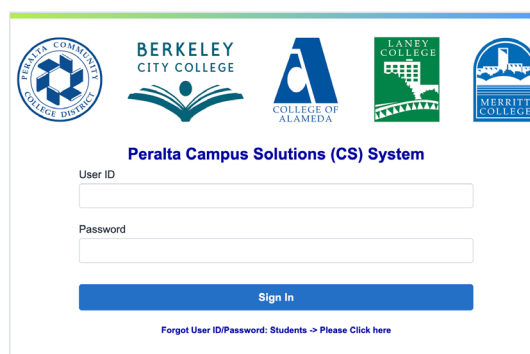 PERALTA COMMUNITY
COLLEGE DISTRICT
BERKELEY
CITY COLLEGE
COLLEGE OF
ALAMEDA
LANEY
COLLEGE
MERRITT
COLLEGE
Peralta Campus Solutions (CS) System
User ID
Password
Sign In
Forgot User ID/Password: Students -> Please Click here